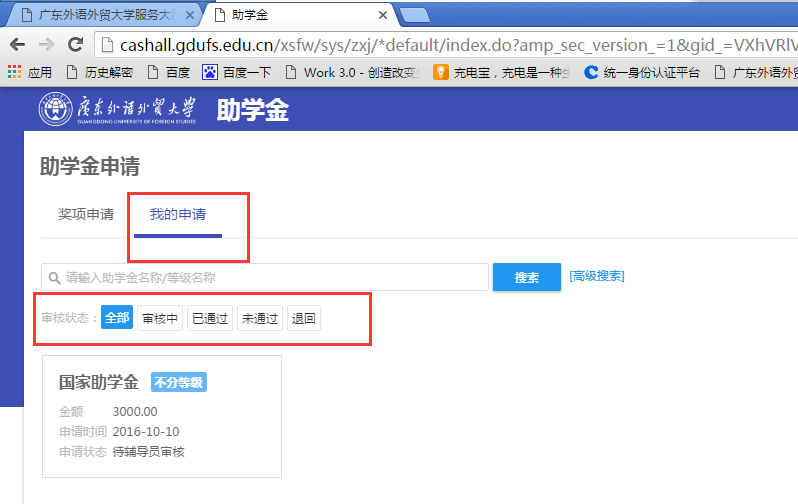 广东外语外贸大学服务大厅
助学金
cashall.gdufs.edu.cn/xsfw/sys/zxj/*default/index.do?amp_sec_version_=1&gid_=VXhVRlV
应用 历史解密 百度 百度一下 Work 3.0 - 创造改变 充电宝，充电是一种生 统一身份认证平台 广东外语外贸
广东外语外贸大学 助学金
GUANGDONG UNIVERSITY OF FOREIGN STUDIES
助学金申请
奖项申请 我的申请
请输入助学金名称/等级名称 搜索 [高级搜索]
审核状态： 全部 审核中 已通过 未通过 退回
国家助学金 不分等级
金额 3000.00
申请时间 2016-10-10
申请状态 待辅导员审核